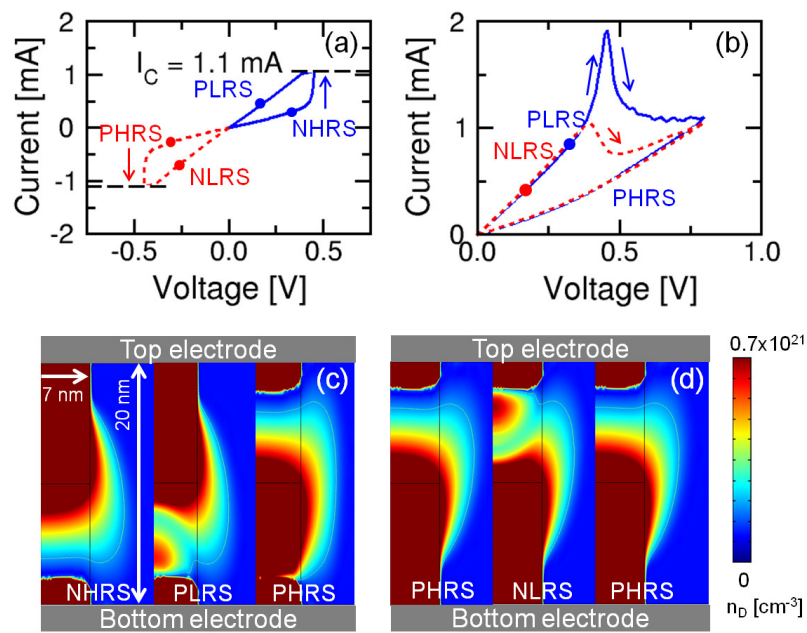 2
1
0
-1
-2
Current [mA]
-0.5
0.0
0.5
Voltage [V]
(a)
I_C = 1.1 mA
PLRS
NHRS
PHRS
NLRS
2
1
0
Current [mA]
0.0
0.5
1.0
Voltage [V]
(b)
PLRS
NLRS
PHRS
Top electrode
(c)
7 nm
20 nm
NHRS PLRS PHRS
Bottom electrode
Top electrode
(d)
PHRS NLRS PHRS
Bottom electrode
0.7x10²¹
0
n_D [cm⁻³]